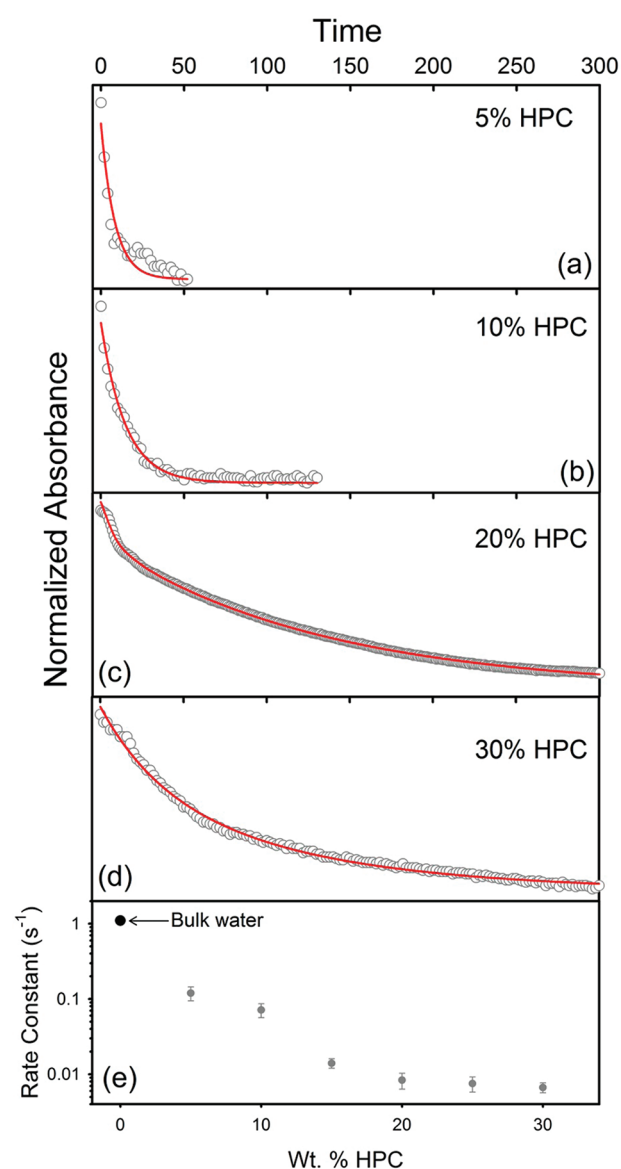 Time
0 50 100 150 200 250 300
5% HPC
(a)
10% HPC
(b)
Normalized Absorbance
20% HPC
(c)
30% HPC
(d)
Rate Constant (s⁻¹)
1
0.1
0.01
Bulk water
(e)
0 10 20 30
Wt. % HPC